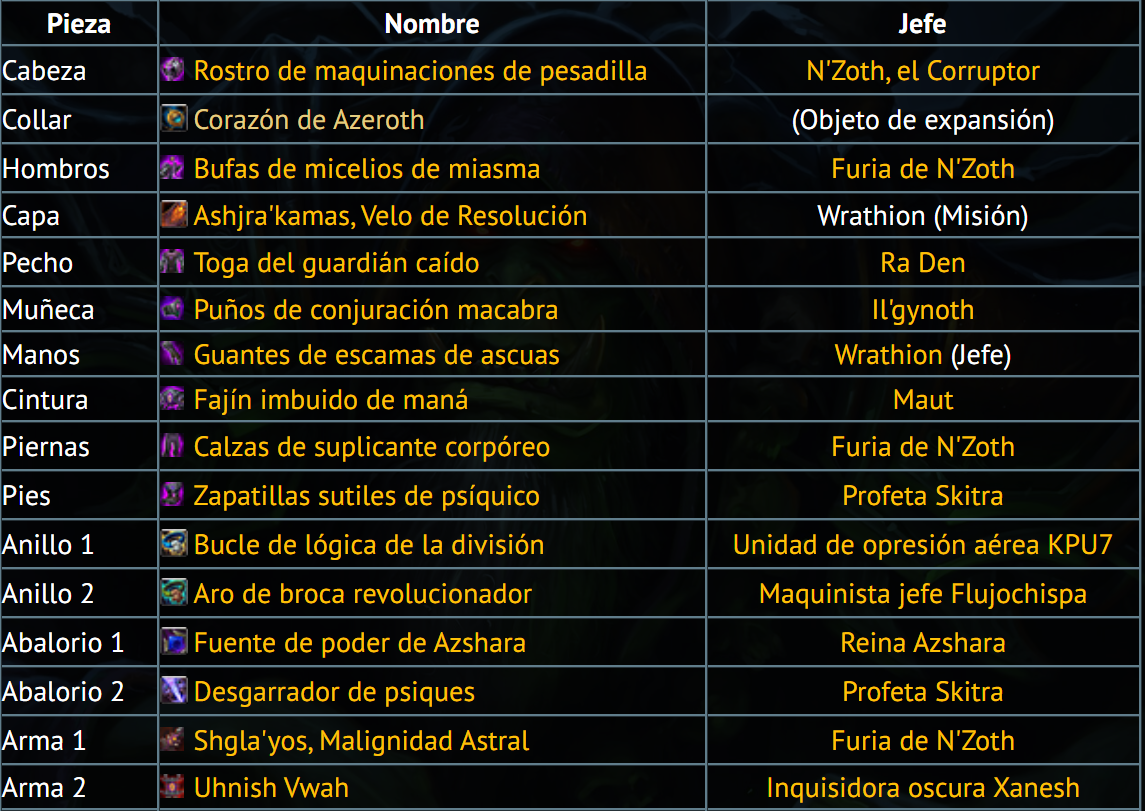 Pieza Nombre Jefe
Cabeza Rostro de maquinaciones de pesadilla N'Zoth, el Corruptor
Collar Corazón de Azeroth (Objeto de expansión)
Hombros Bufas de micelios de miasma Furia de N'Zoth
Capa Ashjra'kamas, Velo de Resolución Wrathion (Misión)
Pecho Toga del guardián caído Ra Den
Muñeca Puños de conjuración macabra Il'gynoth
Manos Guantes de escamas de ascuas Wrathion (Jefe)
Cintura Fajín imbuido de maná Maut
Piernas Calzas de suplicante corpóreo Furia de N'Zoth
Pies Zapatillas sutiles de psíquico Profeta Skitra
Anillo 1 Bucle de lógica de la división Unidad de opresión aérea KPU7
Anillo 2 Aro de broca revolucionador Maquinista jefe Flujochispa
Abalorio 1 Fuente de poder de Azshara Reina Azshara
Abalorio 2 Desgarrador de psiques Profeta Skitra
Arma 1 Shgla'yos, Malignidad Astral Furia de N'Zoth
Arma 2 Uhnish Vwah Inquisidora oscura Xanesh